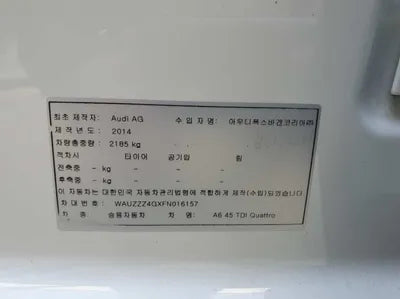 최초 제작자: Audi AG 수 입 자 명: 아우디폭스바겐코리아㈜
제 작 년 도: 2014
차량총중량: 2185 kg
적차시 타이어 공기압 림
전축중 - kg - - -
후축중 - kg - - -
이 자동차는 대한민국 자동차관리법령에 적합하게 제작(수입)되었습니다
차 대 번 호: WAUZZZ4GXFN016157
차 종: 승용자동차 차 명: A6 45 TDI Quattro